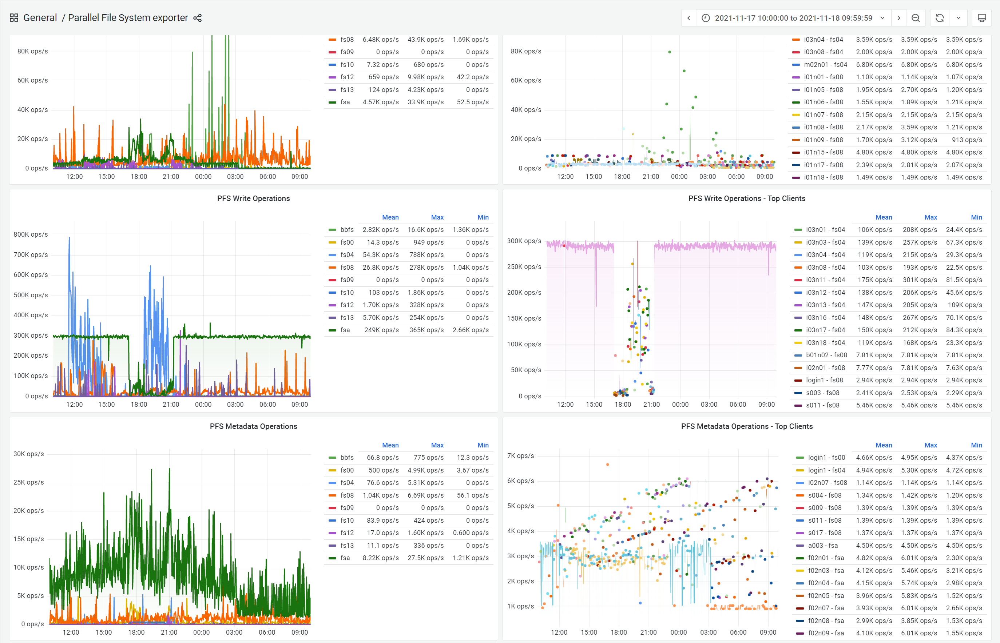 General / Parallel File System exporter
2021-11-17 10:00:00 to 2021-11-18 09:59:59
80K ops/s
60K ops/s
40K ops/s
20K ops/s
0 ops/s
12:00 15:00 18:00 21:00 00:00 03:00 06:00 09:00
fs08 6.48K ops/s 43.9K ops/s 1.69K ops/s
fs09 0 ops/s 0 ops/s 0 ops/s
fs10 7.32 ops/s 680 ops/s 0 ops/s
fs12 659 ops/s 9.98K ops/s 42.2 ops/s
fs13 124 ops/s 4.23K ops/s 0 ops/s
fsa 4.57K ops/s 33.9K ops/s 52.5 ops/s
80K ops/s
60K ops/s
40K ops/s
20K ops/s
0 ops/s
12:00 15:00 18:00 21:00 00:00 03:00 06:00 09:00
i03n04 - fs04 3.59K ops/s 3.59K ops/s 3.59K ops/s
i03n08 - fs04 2.00K ops/s 2.00K ops/s 2.00K ops/s
m02n01 - fs04 6.80K ops/s 6.80K ops/s 6.80K ops/s
i01n01 - fs08 1.10K ops/s 1.14K ops/s 1.07K ops/s
i01n05 - fs08 1.95K ops/s 2.70K ops/s 1.20K ops/s
i01n06 - fs08 1.55K ops/s 1.89K ops/s 1.21K ops/s
i01n07 - fs08 2.15K ops/s 2.15K ops/s 2.15K ops/s
i01n08 - fs08 2.17K ops/s 3.59K ops/s 1.21K ops/s
i01n09 - fs08 1.70K ops/s 3.12K ops/s 913 ops/s
i01n15 - fs08 4.80K ops/s 4.80K ops/s 4.80K ops/s
i01n17 - fs08 2.39K ops/s 2.81K ops/s 2.07K ops/s
i01n18 - fs08 1.49K ops/s 1.49K ops/s 1.49K ops/s
PFS Write Operations
800K ops/s
700K ops/s
600K ops/s
500K ops/s
400K ops/s
300K ops/s
200K ops/s
100K ops/s
0 ops/s
12:00 15:00 18:00 21:00 00:00 03:00 06:00 09:00
Mean Max Min
bbfs 2.82K ops/s 16.6K ops/s 1.36K ops/s
fs00 14.3 ops/s 949 ops/s 0 ops/s
fs04 54.3K ops/s 788K ops/s 0 ops/s
fs08 26.8K ops/s 278K ops/s 1.04K ops/s
fs09 0 ops/s 0 ops/s 0 ops/s
fs10 103 ops/s 1.86K ops/s 0 ops/s
fs12 1.70K ops/s 328K ops/s 0 ops/s
fs13 5.70K ops/s 254K ops/s 0 ops/s
fsa 249K ops/s 365K ops/s 2.66K ops/s
PFS Write Operations - Top Clients
300K ops/s
250K ops/s
200K ops/s
150K ops/s
100K ops/s
50K ops/s
0 ops/s
12:00 15:00 18:00 21:00 00:00 03:00 06:00 09:00
Mean Max Min
i03n01 - fs04 106K ops/s 208K ops/s 24.4K ops/s
i03n03 - fs04 139K ops/s 257K ops/s 67.3K ops/s
i03n04 - fs04 119K ops/s 215K ops/s 29.3K ops/s
i03n08 - fs04 103K ops/s 193K ops/s 22.5K ops/s
i03n11 - fs04 175K ops/s 301K ops/s 81.5K ops/s
i03n12 - fs04 138K ops/s 206K ops/s 45.6K ops/s
i03n13 - fs04 147K ops/s 205K ops/s 109K ops/s
i03n16 - fs04 148K ops/s 267K ops/s 70.1K ops/s
i03n17 - fs04 150K ops/s 212K ops/s 84.3K ops/s
i03n18 - fs04 119K ops/s 168K ops/s 23.3K ops/s
b01n02 - fs08 7.81K ops/s 7.81K ops/s 7.81K ops/s
i02n01 - fs08 7.77K ops/s 7.81K ops/s 7.63K ops/s
login1 - fs08 2.94K ops/s 2.94K ops/s 2.94K ops/s
s003 - fs08 2.41K ops/s 2.53K ops/s 2.29K ops/s
s011 - fs08 5.46K ops/s 5.46K ops/s 5.46K ops/s
PFS Metadata Operations
30K ops/s
25K ops/s
20K ops/s
15K ops/s
10K ops/s
5K ops/s
0 ops/s
12:00 15:00 18:00 21:00 00:00 03:00 06:00 09:00
Mean Max Min
bbfs 66.8 ops/s 775 ops/s 12.3 ops/s
fs00 500 ops/s 4.99K ops/s 3.67 ops/s
fs04 76.6 ops/s 5.31K ops/s 0 ops/s
fs08 1.04K ops/s 6.69K ops/s 56.1 ops/s
fs09 0 ops/s 0 ops/s 0 ops/s
fs10 83.9 ops/s 424 ops/s 0 ops/s
fs12 17.0 ops/s 1.60K ops/s 0.600 ops/s
fs13 11.1 ops/s 336 ops/s 0 ops/s
fsa 8.22K ops/s 27.5K ops/s 1.21K ops/s
PFS Metadata Operations - Top Clients
7K ops/s
6K ops/s
5K ops/s
4K ops/s
3K ops/s
2K ops/s
1K ops/s
12:00 15:00 18:00 21:00 00:00 03:00 06:00 09:00
Mean Max Min
login1 - fs00 4.66K ops/s 4.95K ops/s 4.37K ops/s
login1 - fs04 4.94K ops/s 5.30K ops/s 4.72K ops/s
i02n07 - fs08 1.14K ops/s 1.14K ops/s 1.14K ops/s
s004 - fs08 1.34K ops/s 1.42K ops/s 1.20K ops/s
s009 - fs08 1.39K ops/s 1.39K ops/s 1.39K ops/s
s011 - fs08 1.39K ops/s 1.39K ops/s 1.39K ops/s
s017 - fs08 1.37K ops/s 1.37K ops/s 1.37K ops/s
a003 - fsa 4.50K ops/s 4.50K ops/s 4.50K ops/s
f02n01 - fsa 4.82K ops/s 6.01K ops/s 2.30K ops/s
f02n03 - fsa 4.12K ops/s 5.46K ops/s 3.21K ops/s
f02n04 - fsa 4.15K ops/s 5.74K ops/s 2.98K ops/s
f02n05 - fsa 3.96K ops/s 5.83K ops/s 1.52K ops/s
f02n07 - fsa 3.93K ops/s 6.01K ops/s 2.66K ops/s
f02n08 - fsa 2.99K ops/s 3.85K ops/s 1.53K ops/s
f02n09 - fsa 4.10K ops/s 6.01K ops/s 1.55K ops/s